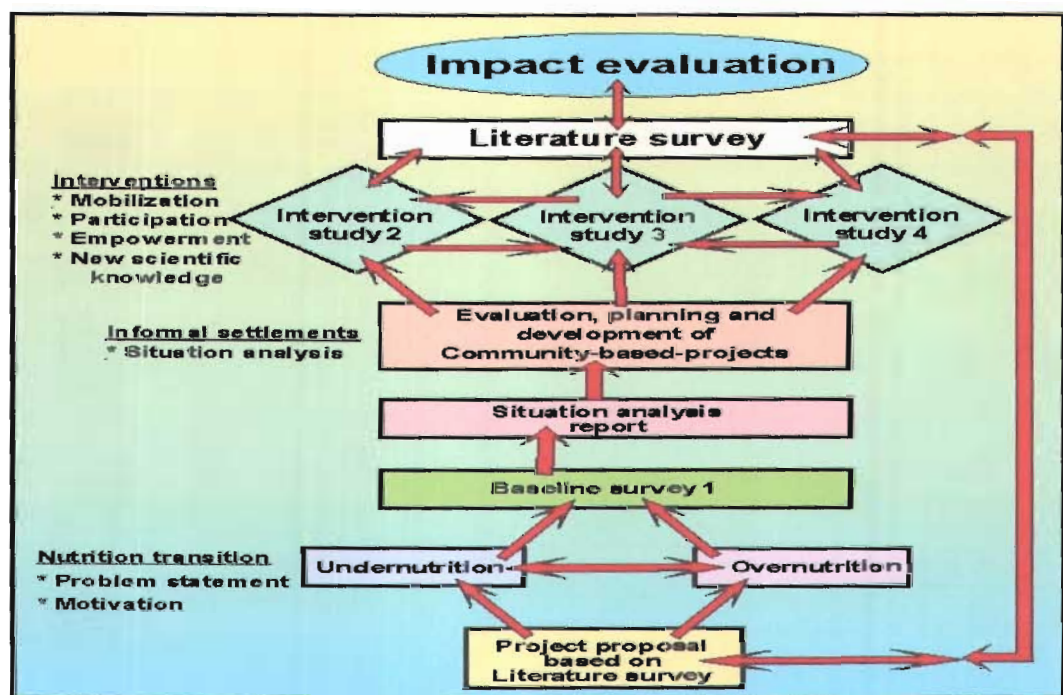 Impact evaluation
Literature survey
Interventions
* Mobilization
* Participation
* Empowerment
* New scientific
knowledge
Intervention
study 2
Intervention
study 3
Intervention
study 4
Informal settlements
* Situation analysis
Evaluation, planning and
development of
Community-based-projects
Situation analysis
report
Baseline survey 1
Nutrition transition
* Problem statement
* Motivation
Undernutrition
Overnutrition
Project proposal
based on
Literature survey